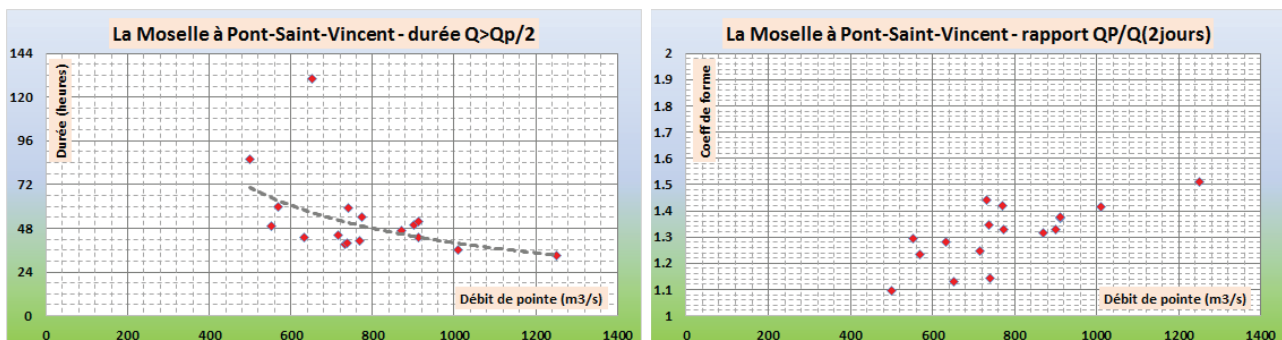 La Moselle à Pont-Saint-Vincent - durée Q>Qp/2
144
120
96
72
48
24
0
Durée (heures)
Débit de pointe (m3/s)
0 200 400 600 800 1000 1200 1400
La Moselle à Pont-Saint-Vincent - rapport QP/Q(2jours)
2
1.9
1.8
1.7
1.6
1.5
1.4
1.3
1.2
1.1
1
Coeff de forme
Débit de pointe (m3/s)
0 200 400 600 800 1000 1200 1400